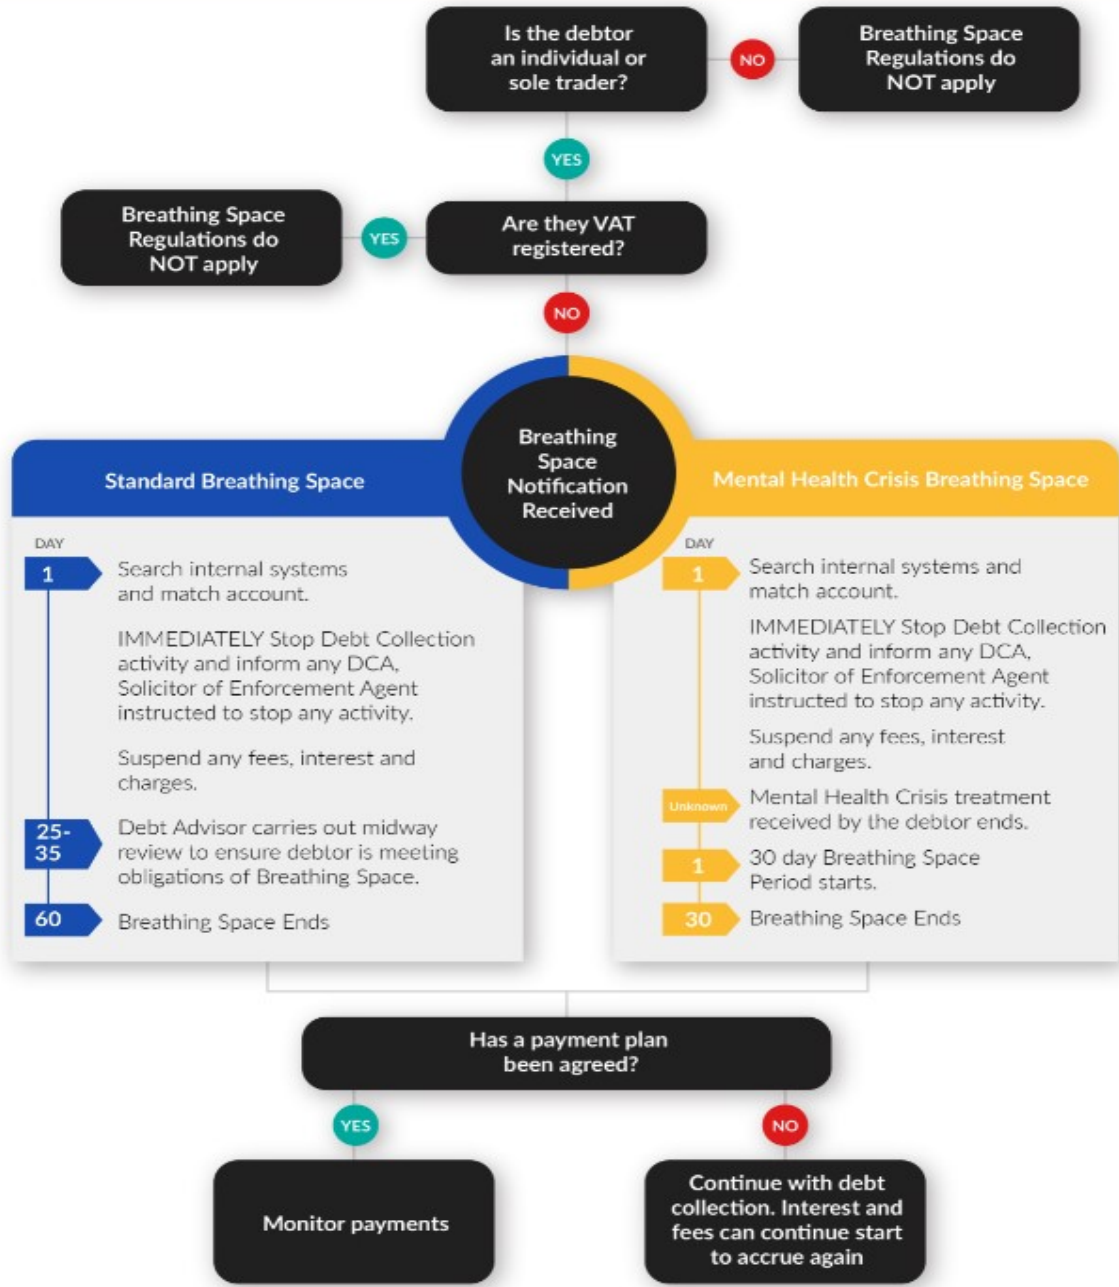 Is the debtor
an individual or
sole trader?
NO
Breathing Space
Regulations do
NOT apply
YES
Breathing Space
Regulations do
NOT apply
YES
Are they VAT
registered?
NO
Breathing
Space
Notification
Received
Standard Breathing Space
DAY
1
Search internal systems
and match account.
IMMEDIATELY Stop Debt Collection
activity and inform any DCA,
Solicitor of Enforcement Agent
instructed to stop any activity.
Suspend any fees, interest and
charges.
25-
35
Debt Advisor carries out midway
review to ensure debtor is meeting
obligations of Breathing Space.
60
Breathing Space Ends
Mental Health Crisis Breathing Space
DAY
1
Search internal systems and
match account.
IMMEDIATELY Stop Debt Collection
activity and inform any DCA,
Solicitor of Enforcement Agent
instructed to stop any activity.
Suspend any fees, interest
and charges.
Unknown
Mental Health Crisis treatment
received by the debtor ends.
1
30 day Breathing Space
Period starts.
30
Breathing Space Ends
Has a payment plan
been agreed?
YES
Monitor payments
NO
Continue with debt
collection. Interest and
fees can continue start
to accrue again